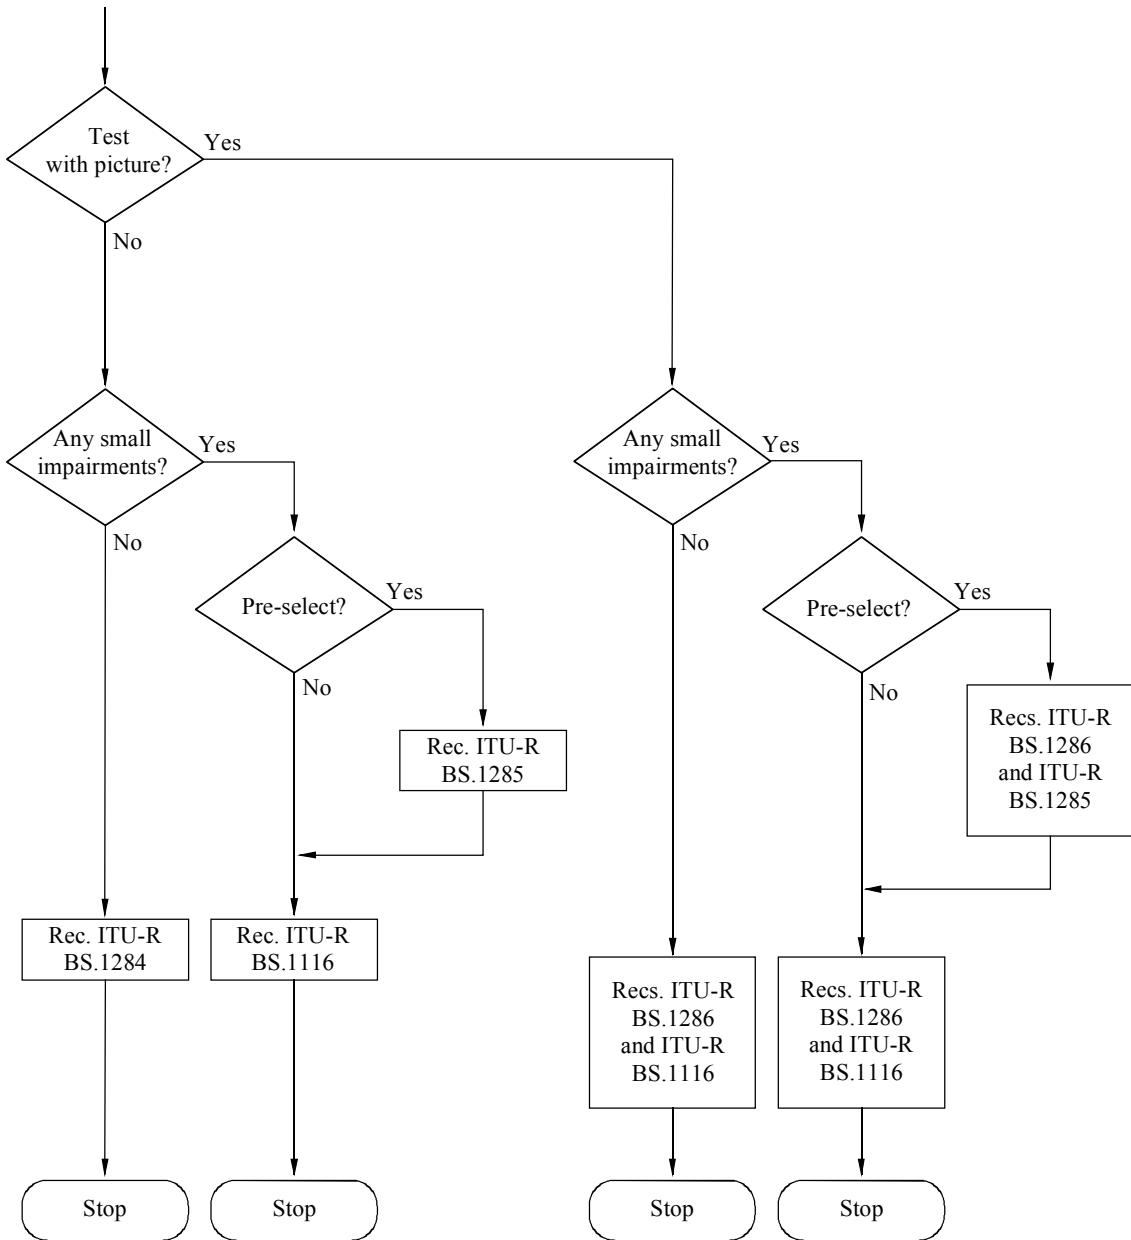 Test
with picture?
Yes
No
Any small
impairments?
Yes
No
Any small
impairments?
Yes
No
Pre-select?
Yes
No
Pre-select?
Yes
No
Rec. ITU-R
BS.1285
Recs. ITU-R
BS.1286
and ITU-R
BS.1285
Rec. ITU-R
BS.1284
Rec. ITU-R
BS.1116
Recs. ITU-R
BS.1286
and ITU-R
BS.1116
Recs. ITU-R
BS.1286
and ITU-R
BS.1116
Stop
Stop
Stop
Stop